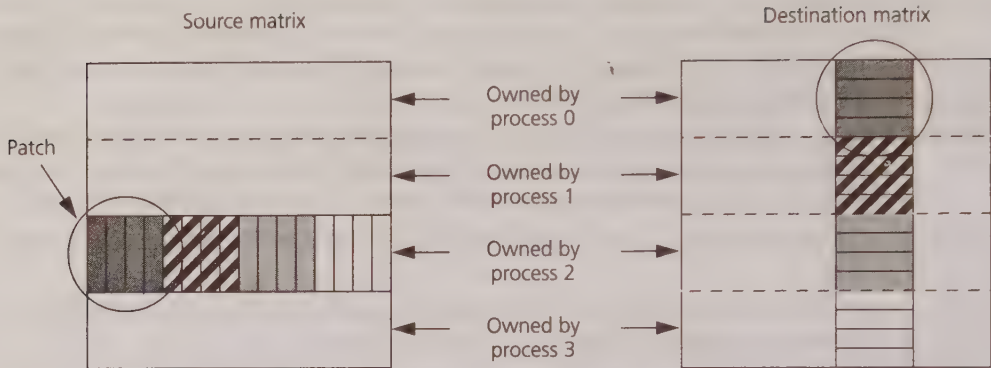 Source matrix
Destination matrix
Patch
Owned by
process 0
Owned by
process 1
Owned by
process 2
Owned by
process 3